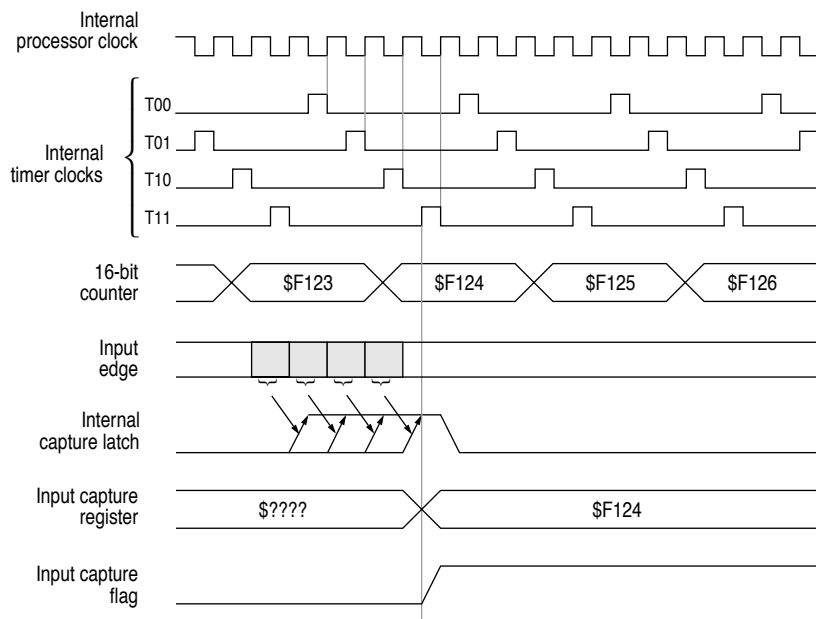 Internal
processor clock
T00
T01
Internal
timer clocks
T10
T11
16-bit
counter
$F123
$F124
$F125
$F126
Input
edge
Internal
capture latch
Input capture
register
$????
$F124
Input capture
flag